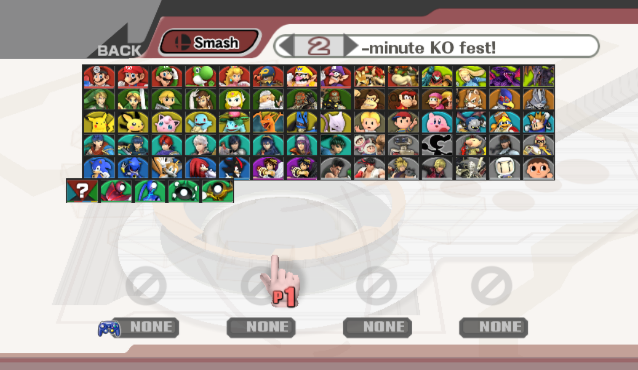 BACK
Smash
2 -minute KO fest!
?
P1
NONE NONE NONE NONE